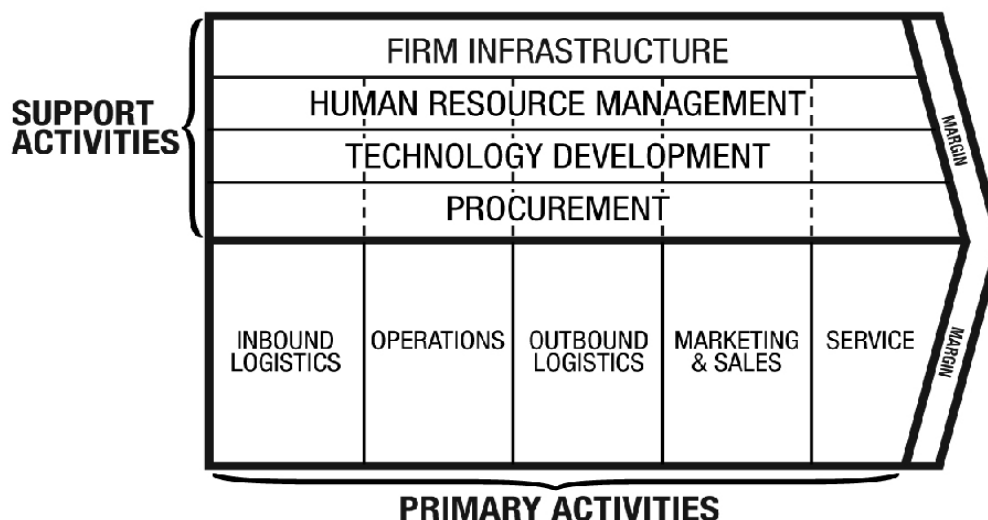 FIRM INFRASTRUCTURE
SUPPORT
ACTIVITIES
HUMAN RESOURCE MANAGEMENT
TECHNOLOGY DEVELOPMENT
PROCUREMENT
MARGIN
INBOUND
LOGISTICS
OPERATIONS
OUTBOUND
LOGISTICS
MARKETING
& SALES
SERVICE
MARGIN
PRIMARY ACTIVITIES